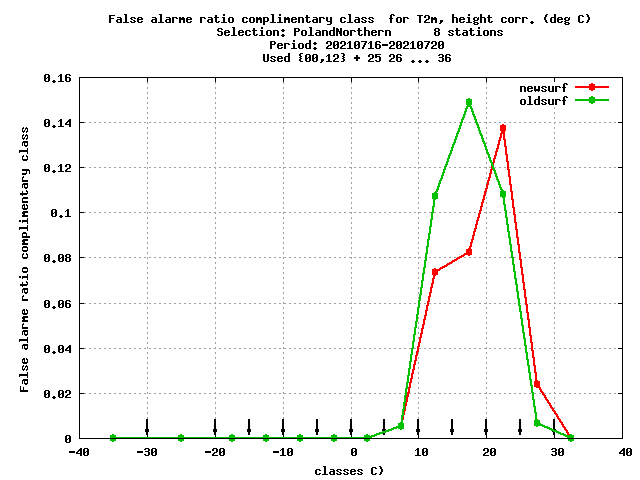 False alarme ratio complimentary class  for T2m, height corr. (deg C)
Selection: PolandNorthern      8 stations
Period: 20210716-20210720
Used {00,12} + 25 26 ... 36
newsurf
oldsurf
False alarme ratio complimentary class
0.16
0.14
0.12
0.1
0.08
0.06
0.04
0.02
0
-40 -30 -20 -10 0 10 20 30 40
classes C)